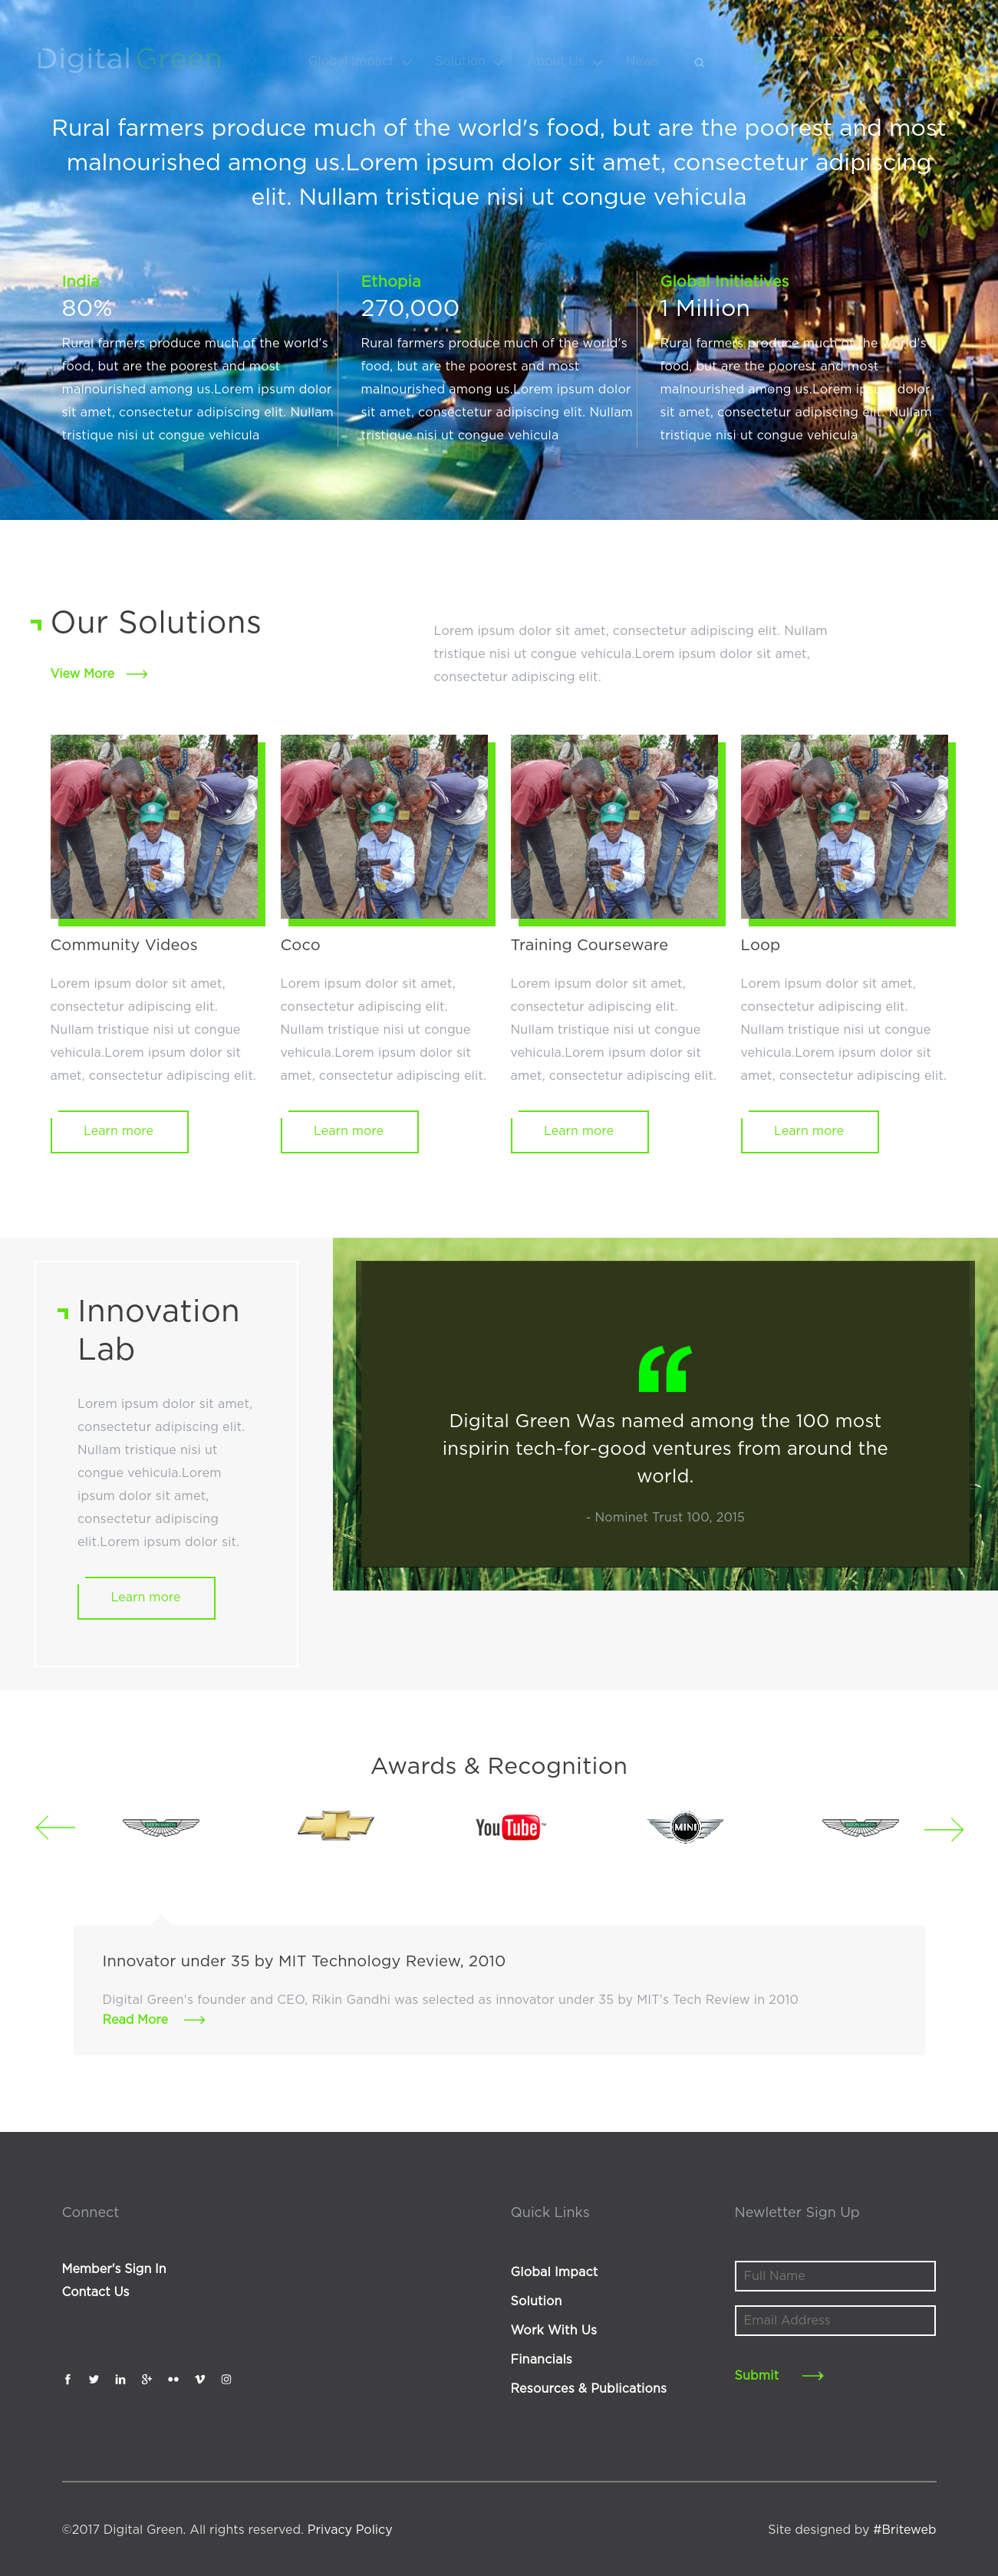 Digital Green
Global Impact Solution About Us News
Rural farmers produce much of the world's food, but are the poorest and most
malnourished among us.Lorem ipsum dolor sit amet, consectetur adipiscing
elit. Nullam tristique nisi ut congue vehicula
India
80%
Rural farmers produce much of the world's
food, but are the poorest and most
malnourished among us.Lorem ipsum dolor
sit amet, consectetur adipiscing elit. Nullam
tristique nisi ut congue vehicula
Ethopia
270,000
Rural farmers produce much of the world's
food, but are the poorest and most
malnourished among us.Lorem ipsum dolor
sit amet, consectetur adipiscing elit. Nullam
tristique nisi ut congue vehicula
Global Initiatives
1 Million
Rural farmers produce much of the world's
food, but are the poorest and most
malnourished among us.Lorem ipsum dolor
sit amet, consectetur adipiscing elit. Nullam
tristique nisi ut congue vehicula
Our Solutions
View More
Lorem ipsum dolor sit amet, consectetur adipiscing elit. Nullam
tristique nisi ut congue vehicula.Lorem ipsum dolor sit amet,
consectetur adipiscing elit.
Community Videos
Lorem ipsum dolor sit amet,
consectetur adipiscing elit.
Nullam tristique nisi ut congue
vehicula.Lorem ipsum dolor sit
amet, consectetur adipiscing elit.
Learn more
Coco
Lorem ipsum dolor sit amet,
consectetur adipiscing elit.
Nullam tristique nisi ut congue
vehicula.Lorem ipsum dolor sit
amet, consectetur adipiscing elit.
Learn more
Training Courseware
Lorem ipsum dolor sit amet,
consectetur adipiscing elit.
Nullam tristique nisi ut congue
vehicula.Lorem ipsum dolor sit
amet, consectetur adipiscing elit.
Learn more
Loop
Lorem ipsum dolor sit amet,
consectetur adipiscing elit.
Nullam tristique nisi ut congue
vehicula.Lorem ipsum dolor sit
amet, consectetur adipiscing elit.
Learn more
Innovation
Lab
Lorem ipsum dolor sit amet,
consectetur adipiscing elit.
Nullam tristique nisi ut
congue vehicula.Lorem
ipsum dolor sit amet,
consectetur adipiscing
elit.Lorem ipsum dolor sit.
Learn more
“
Digital Green Was named among the 100 most
inspirin tech-for-good ventures from around the
world.
- Nominet Trust 100, 2015
Awards & Recognition
ASTON MARTIN
YouTube
MINI
ASTON MARTIN
Innovator under 35 by MIT Technology Review, 2010
Digital Green's founder and CEO, Rikin Gandhi was selected as innovator under 35 by MIT's Tech Review in 2010
Read More
Connect
Member's Sign In
Contact Us
Quick Links
Global Impact
Solution
Work With Us
Financials
Resources & Publications
Newletter Sign Up
Full Name
Email Address
Submit
©2017 Digital Green. All rights reserved. Privacy Policy
Site designed by #Briteweb